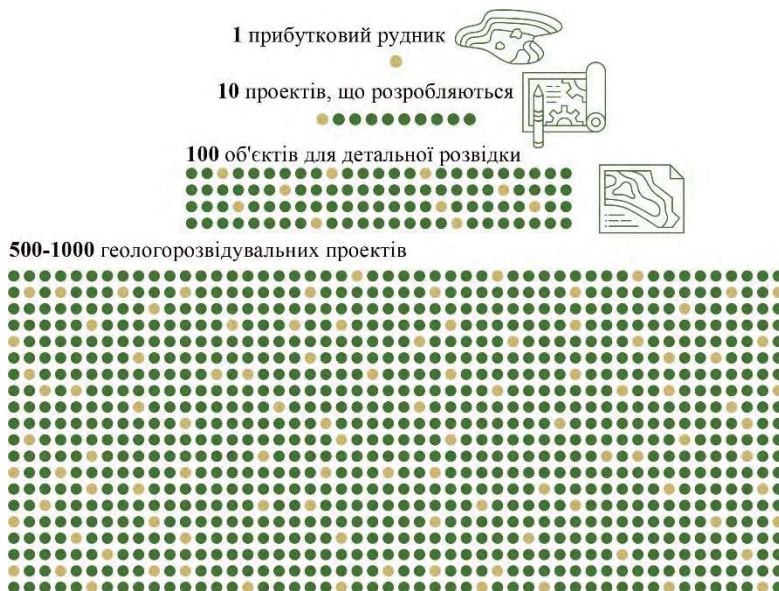 1 прибутковий рудник
10 проектів, що розробляються
100 об'єктів для детальної розвідки
500-1000 геологорозвідувальних проектів